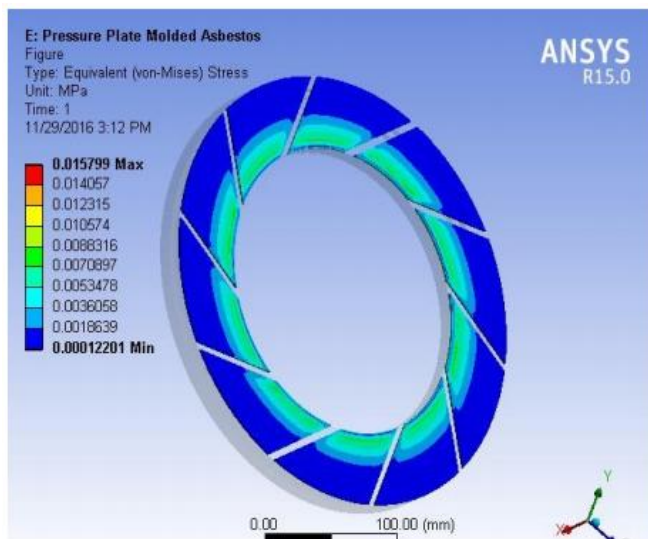 E: Pressure Plate Molded Asbestos
Figure
Type: Equivalent (von-Mises) Stress
Unit: MPa
Time: 1
11/29/2016 3:12 PM
ANSYS
R15.0
0.015799 Max
0.014057
0.012315
0.010574
0.0088316
0.0070897
0.0053478
0.0036058
0.0018639
0.00012201 Min
0.00 100.00 (mm)
Y
X